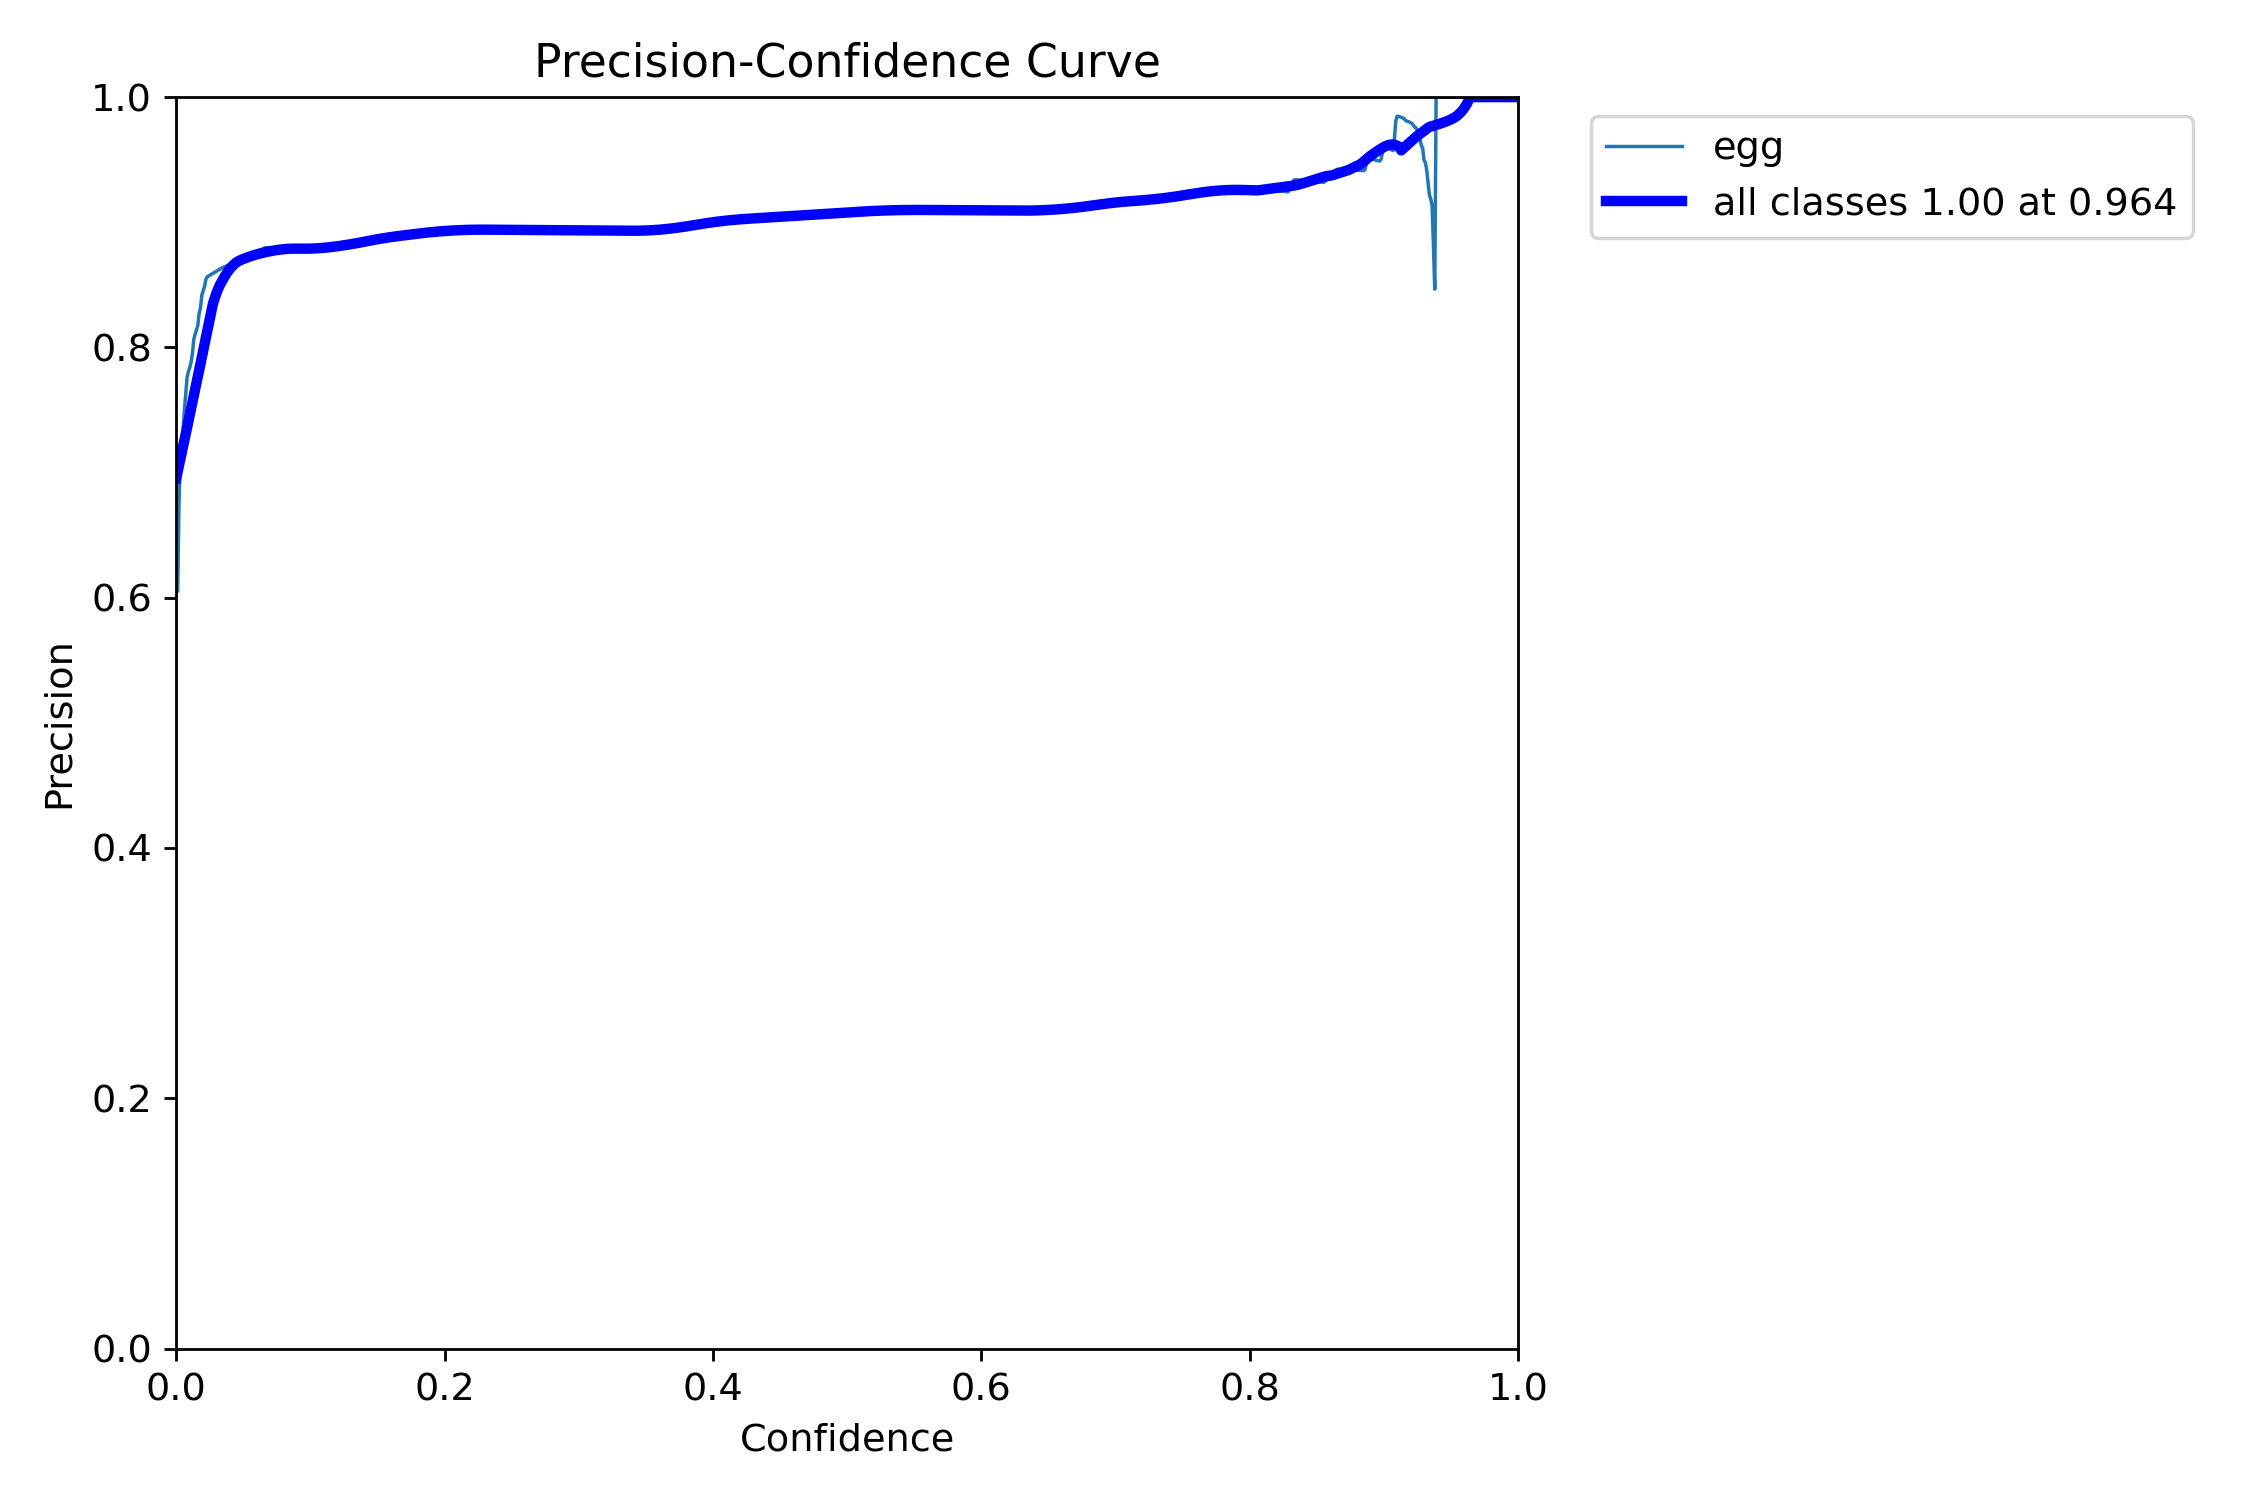 Precision-Confidence Curve
1.0
0.8
0.6
0.4
0.2
0.0
Precision
0.0 0.2 0.4 0.6 0.8 1.0
Confidence
egg
all classes 1.00 at 0.964